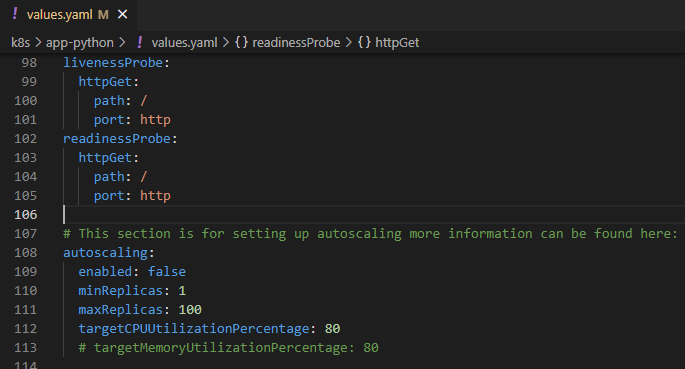 ! values.yaml M ×
k8s > app-python > ! values.yaml > {} readinessProbe > {} httpGet
98 livenessProbe:
99   httpGet:
100     path: /
101     port: http
102 readinessProbe:
103   httpGet:
104     path: /
105     port: http
106
107 # This section is for setting up autoscaling more information can be found here:
108 autoscaling:
109   enabled: false
110   minReplicas: 1
111   maxReplicas: 100
112   targetCPUUtilizationPercentage: 80
113   # targetMemoryUtilizationPercentage: 80
114